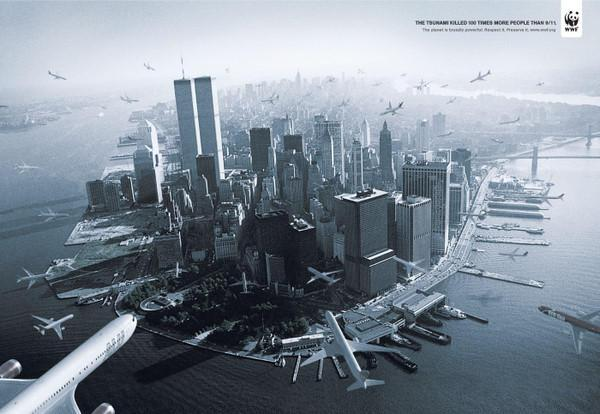 THE TSUNAMI KILLED 100 TIMES MORE PEOPLE THAN 9/11.
The planet is brutally powerful. Respect it. Preserve it. www.wwf.org
WWF